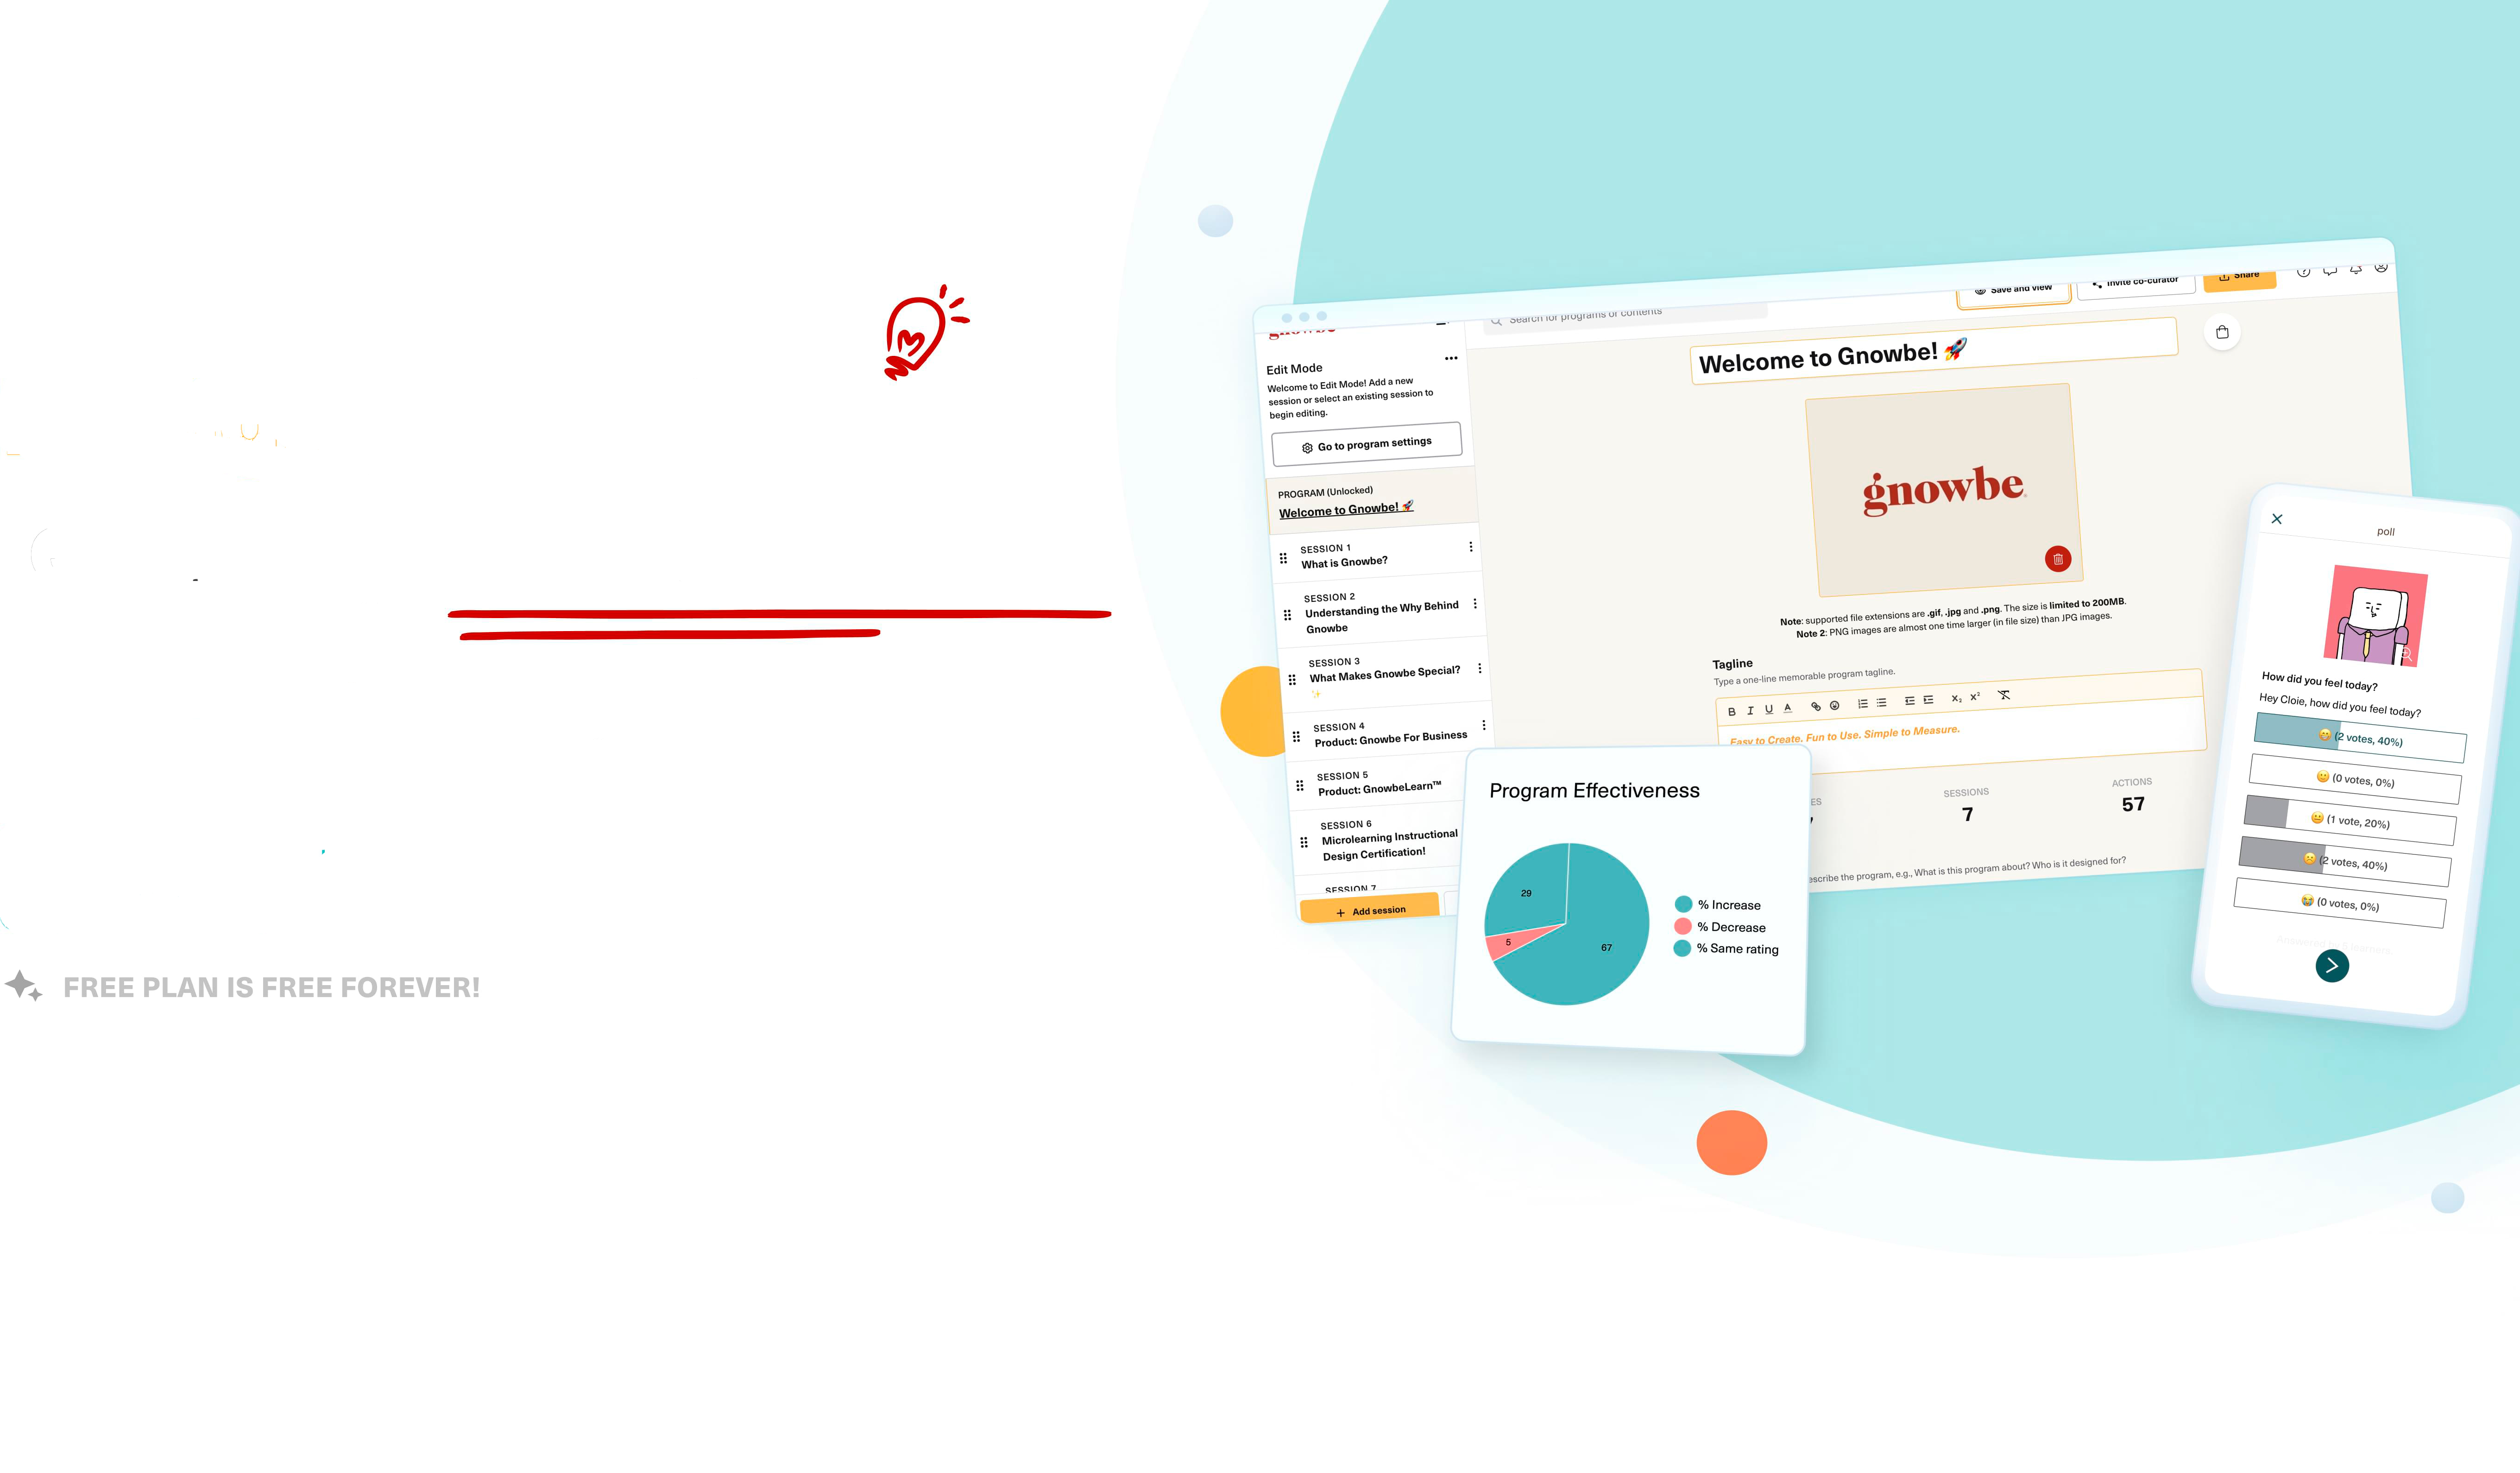 FREE PLAN IS FREE FOREVER!
gnowbe
Search for programs or contents
Save and view
Invite co-curator
Share
Edit Mode
Welcome to Edit Mode! Add a new
session or select an existing session to
begin editing.
Go to program settings
PROGRAM (Unlocked)
Welcome to Gnowbe! 🚀
SESSION 1
What is Gnowbe?
SESSION 2
Understanding the Why Behind
Gnowbe
SESSION 3
What Makes Gnowbe Special?
✨
SESSION 4
Product: Gnowbe For Business
SESSION 5
Product: GnowbeLearn™
SESSION 6
Microlearning Instructional
Design Certification!
SESSION 7
+ Add session
Welcome to Gnowbe! 🚀
gnowbe
Note: supported file extensions are .gif, .jpg and .png. The size is limited to 200MB.
Note 2: PNG images are almost one time larger (in file size) than JPG images.
Tagline
Type a one-line memorable program tagline.
B I U A X₂ X²
Easy to Create. Fun to Use. Simple to Measure.
SESSIONS
7
ACTIONS
57
escribe the program, e.g., What is this program about? Who is it designed for?
Program Effectiveness
29
5
67
% Increase
% Decrease
% Same rating
poll
How did you feel today?
Hey Cloie, how did you feel today?
(2 votes, 40%)
(0 votes, 0%)
(1 vote, 20%)
(2 votes, 40%)
(0 votes, 0%)